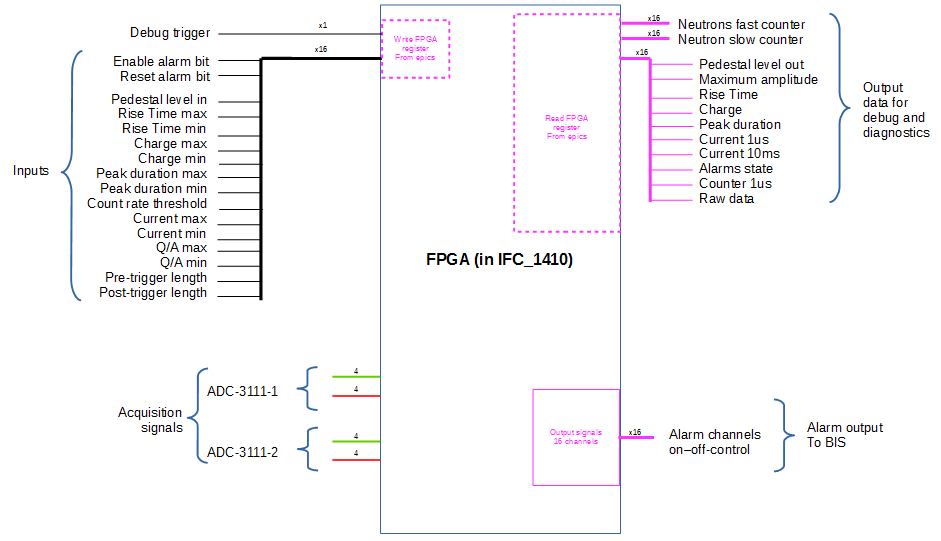 Debug trigger
x1
Write FPGA
register
From epics
Inputs
x16
Enable alarm bit
Reset alarm bit
Pedestal level in
Rise Time max
Rise Time min
Charge max
Charge min
Peak duration max
Peak duration min
Count rate threshold
Current max
Current min
Q/A max
Q/A min
Pre-trigger length
Post-trigger length
Acquisition
signals
ADC-3111-1
4
4
ADC-3111-2
4
4
FPGA (in IFC_1410)
Read FPGA
register
From epics
x16
Neutrons fast counter
x16
Neutron slow counter
x16
Pedestal level out
Maximum amplitude
Rise Time
Charge
Peak duration
Current 1us
Current 10ms
Alarms state
Counter 1us
Raw data
Output
data for
debug and
diagnostics
Output signals
16 channels
x16
Alarm channels
on–off-control
Alarm output
To BIS